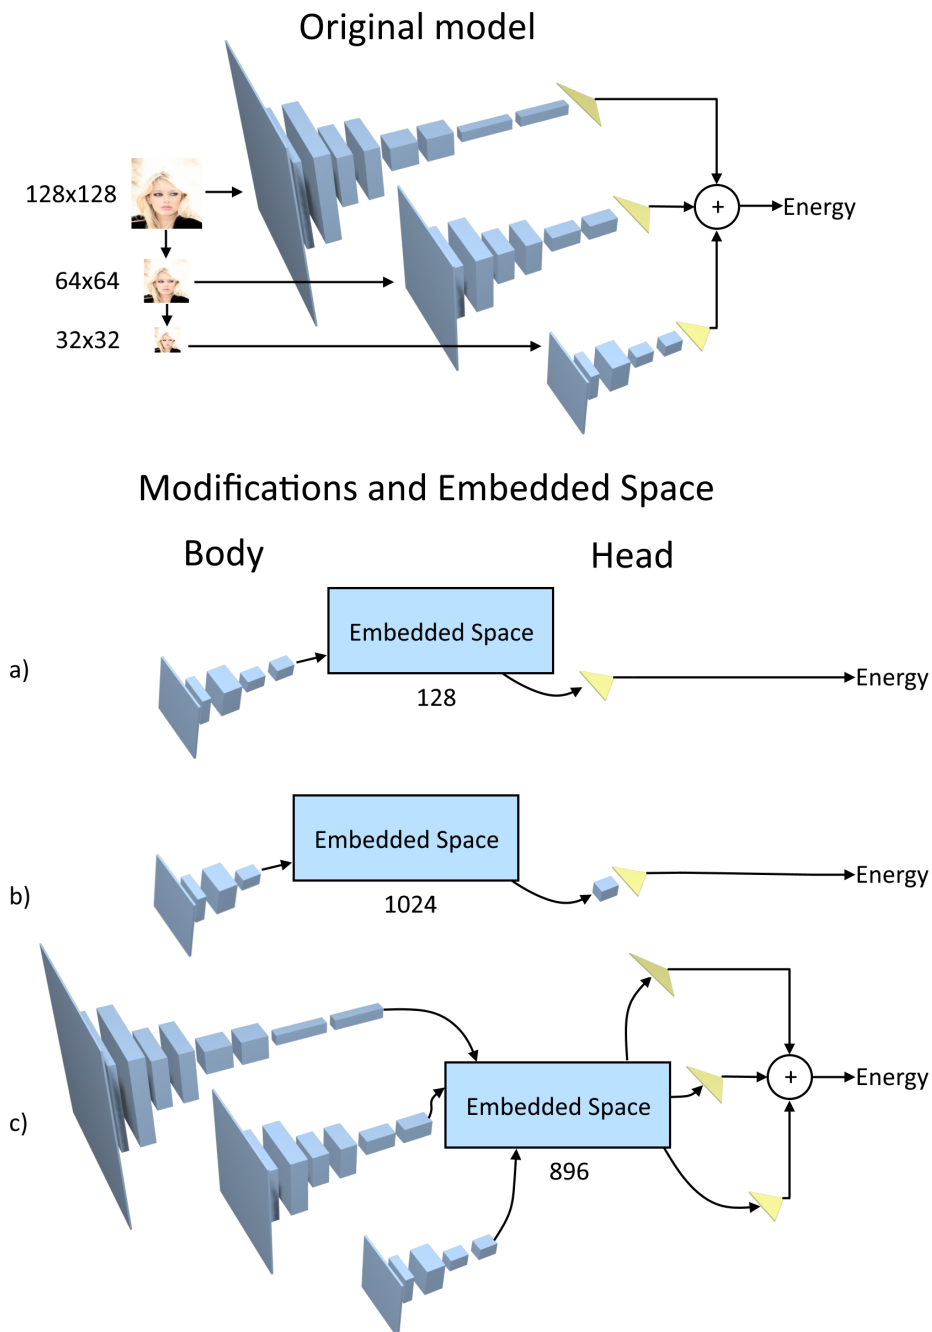 Original model
128x128
64x64
32x32
+
Energy
Modifications and Embedded Space
Body
Head
a)
Embedded Space
128
Energy
b)
Embedded Space
1024
Energy
c)
Embedded Space
896
+
Energy